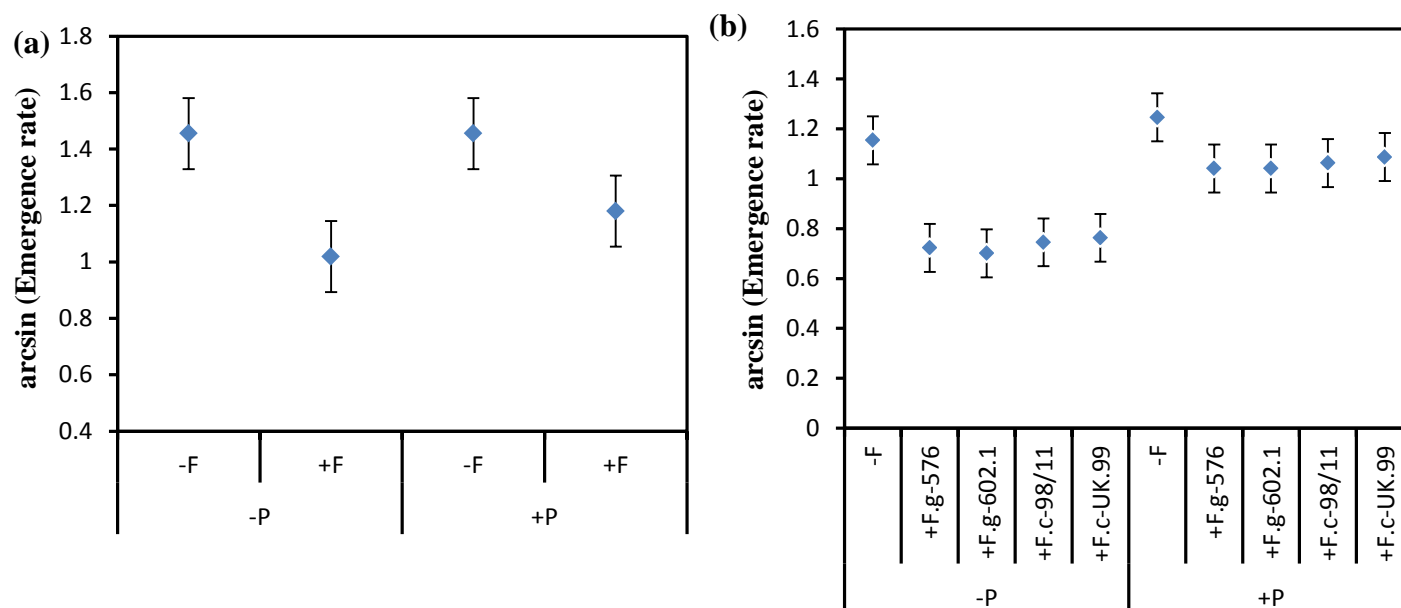 (a)
arcsin (Emergence rate)
1.8
1.6
1.4
1.2
1
0.8
0.6
0.4
-F
+F
-F
+F
-P
+P
(b)
arcsin (Emergence rate)
1.6
1.4
1.2
1
0.8
0.6
0.4
0.2
0
-F
+F.g-576
+F.g-602.1
+F.c-98/11
+F.c-UK.99
-F
+F.g-576
+F.g-602.1
+F.c-98/11
+F.c-UK.99
-P
+P